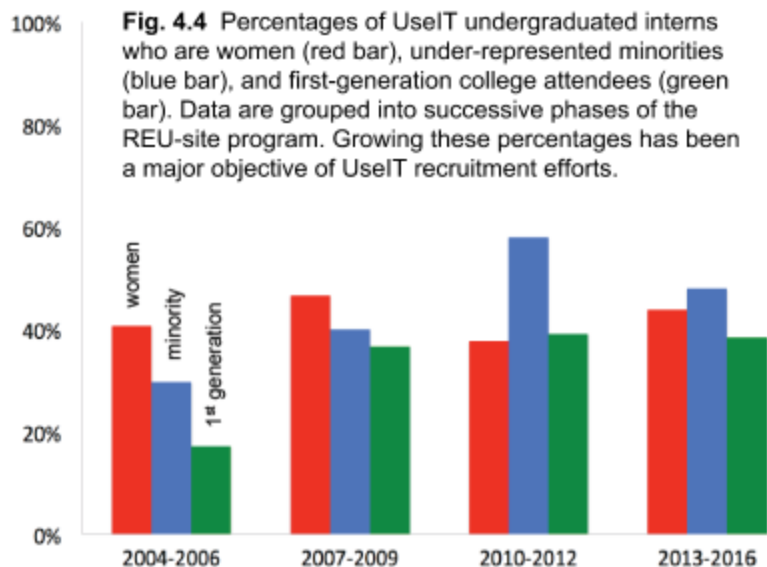 100%
Fig. 4.4 Percentages of UseIT undergraduated interns
who are women (red bar), under-represented minorities
(blue bar), and first-generation college attendees (green
bar). Data are grouped into successive phases of the
REU-site program. Growing these percentages has been
a major objective of UseIT recruitment efforts.
80%
60%
women
minority
1st generation
40%
20%
0%
2004-2006
2007-2009
2010-2012
2013-2016